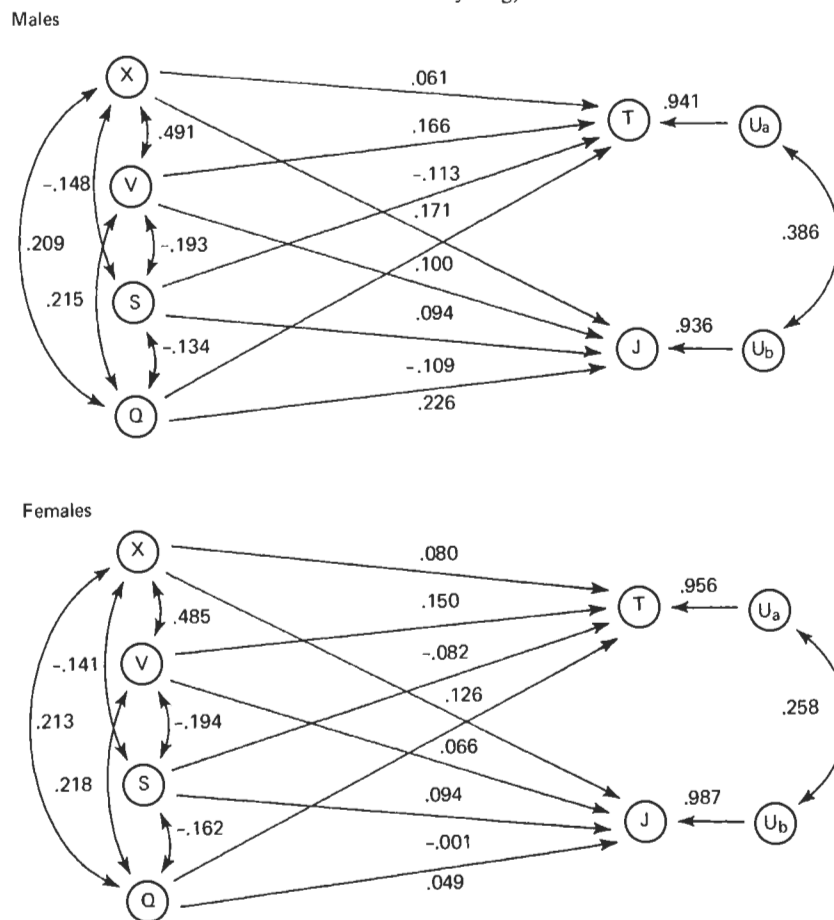 Males
X
.061
T
.941
Ua
.491
.166
-.148
V
-.113
.171
.209
-.193
.386
.100
.215
S
.094
.936
J
Ub
-.134
-.109
Q
.226
Females
X
.080
T
.956
Ua
.485
.150
-.141
V
-.082
.126
.213
-.194
.258
.066
.218
S
.094
.987
J
Ub
-.162
-.001
Q
.049